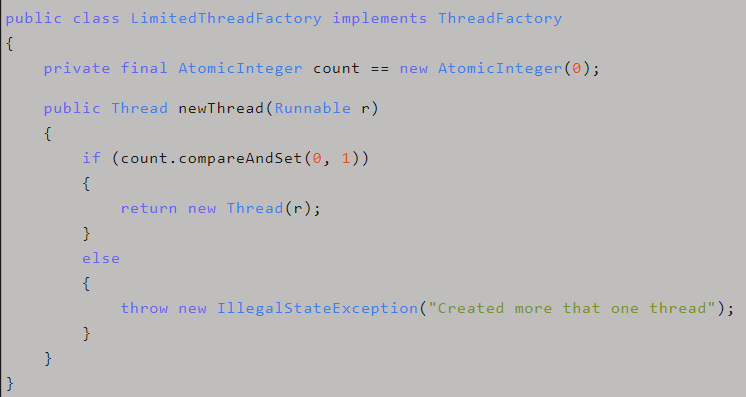 public class LimitedThreadFactory implements ThreadFactory
{
    private final AtomicInteger count == new AtomicInteger(0);
    public Thread newThread(Runnable r)
    {
        if (count.compareAndSet(0, 1))
        {
            return new Thread(r);
        }
        else
        {
            throw new IllegalStateException("Created more that one thread");
        }
    }
}